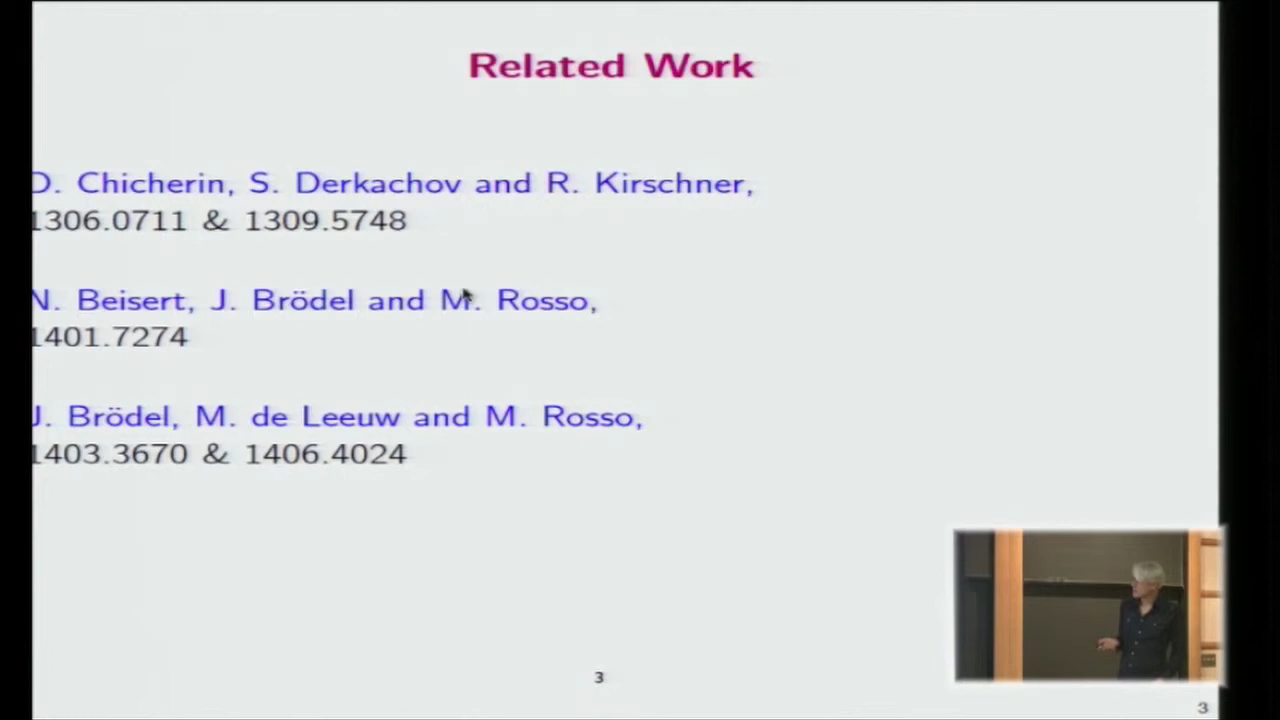 Related Work
D. Chicherin, S. Derkachov and R. Kirschner,
1306.0711 & 1309.5748
N. Beisert, J. Brödel and M. Rosso,
1401.7274
J. Brödel, M. de Leeuw and M. Rosso,
1403.3670 & 1406.4024
3
3